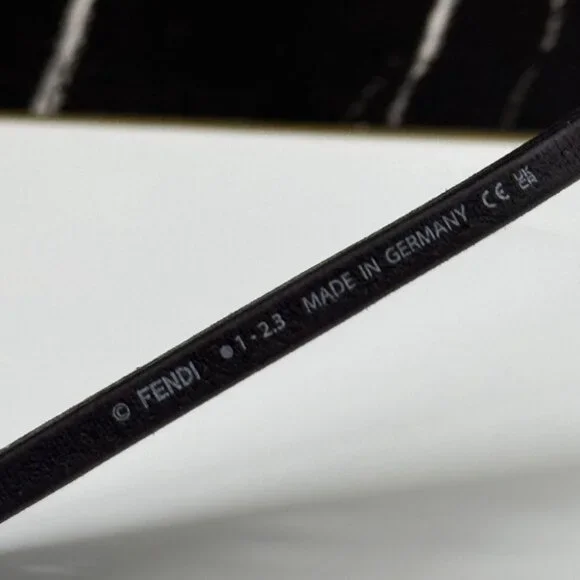 © FENDI ●1-2.3 MADE IN GERMANY CE UKCA